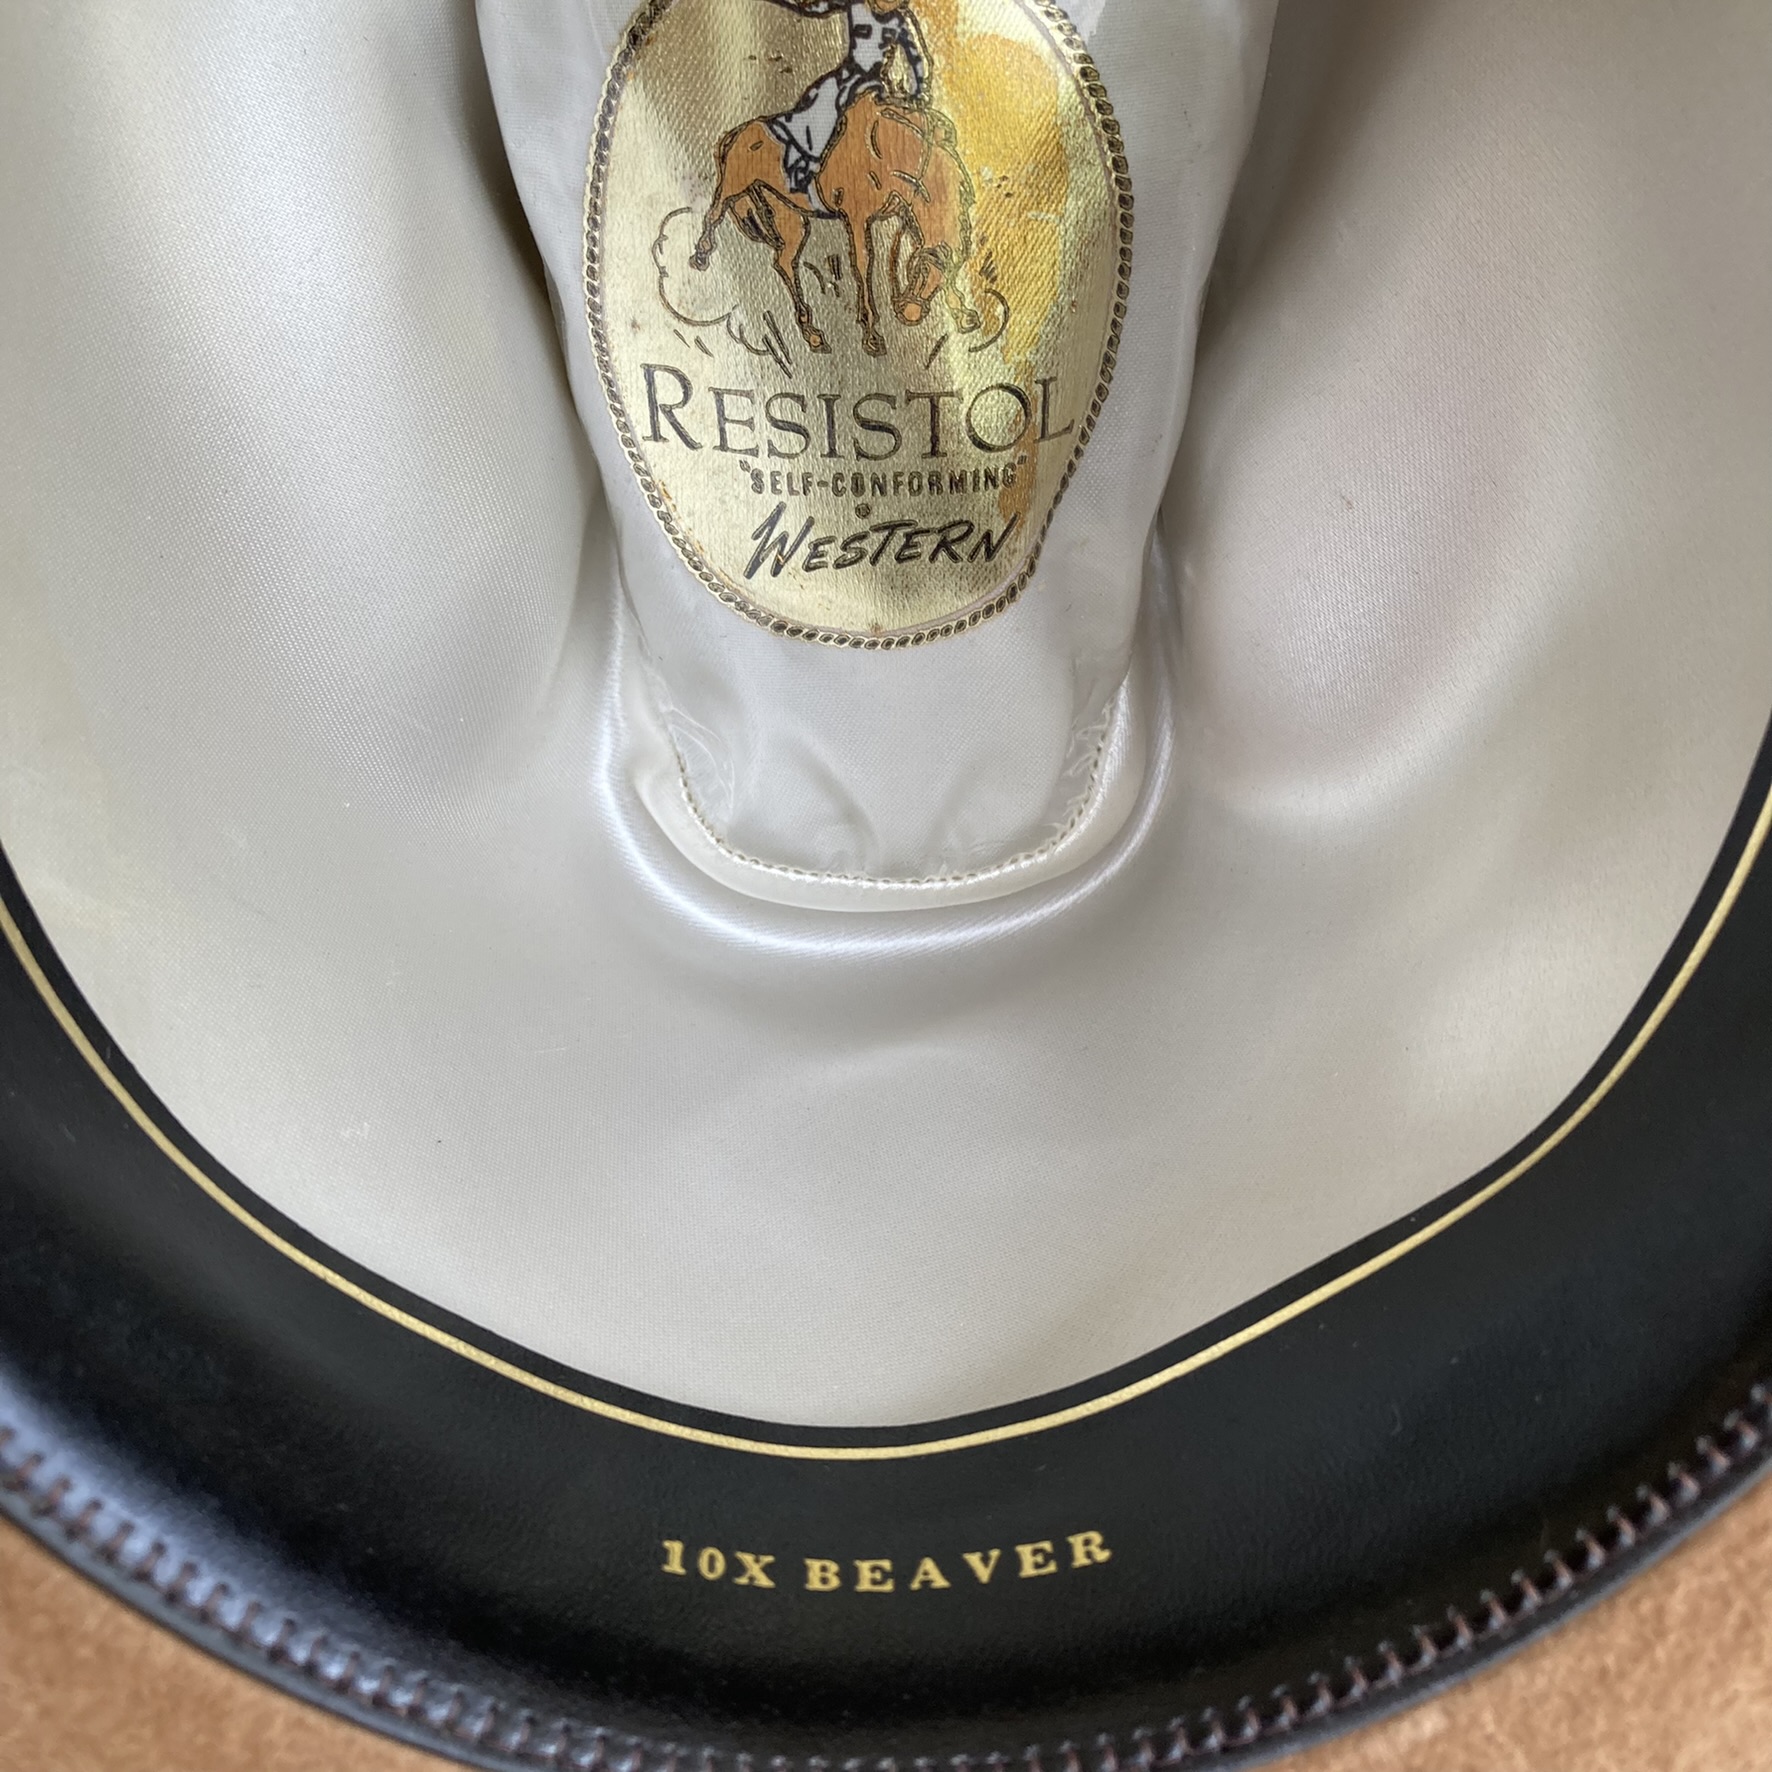 RESISTOL
"SELF-CONFORMING"
WESTERN
10X BEAVER